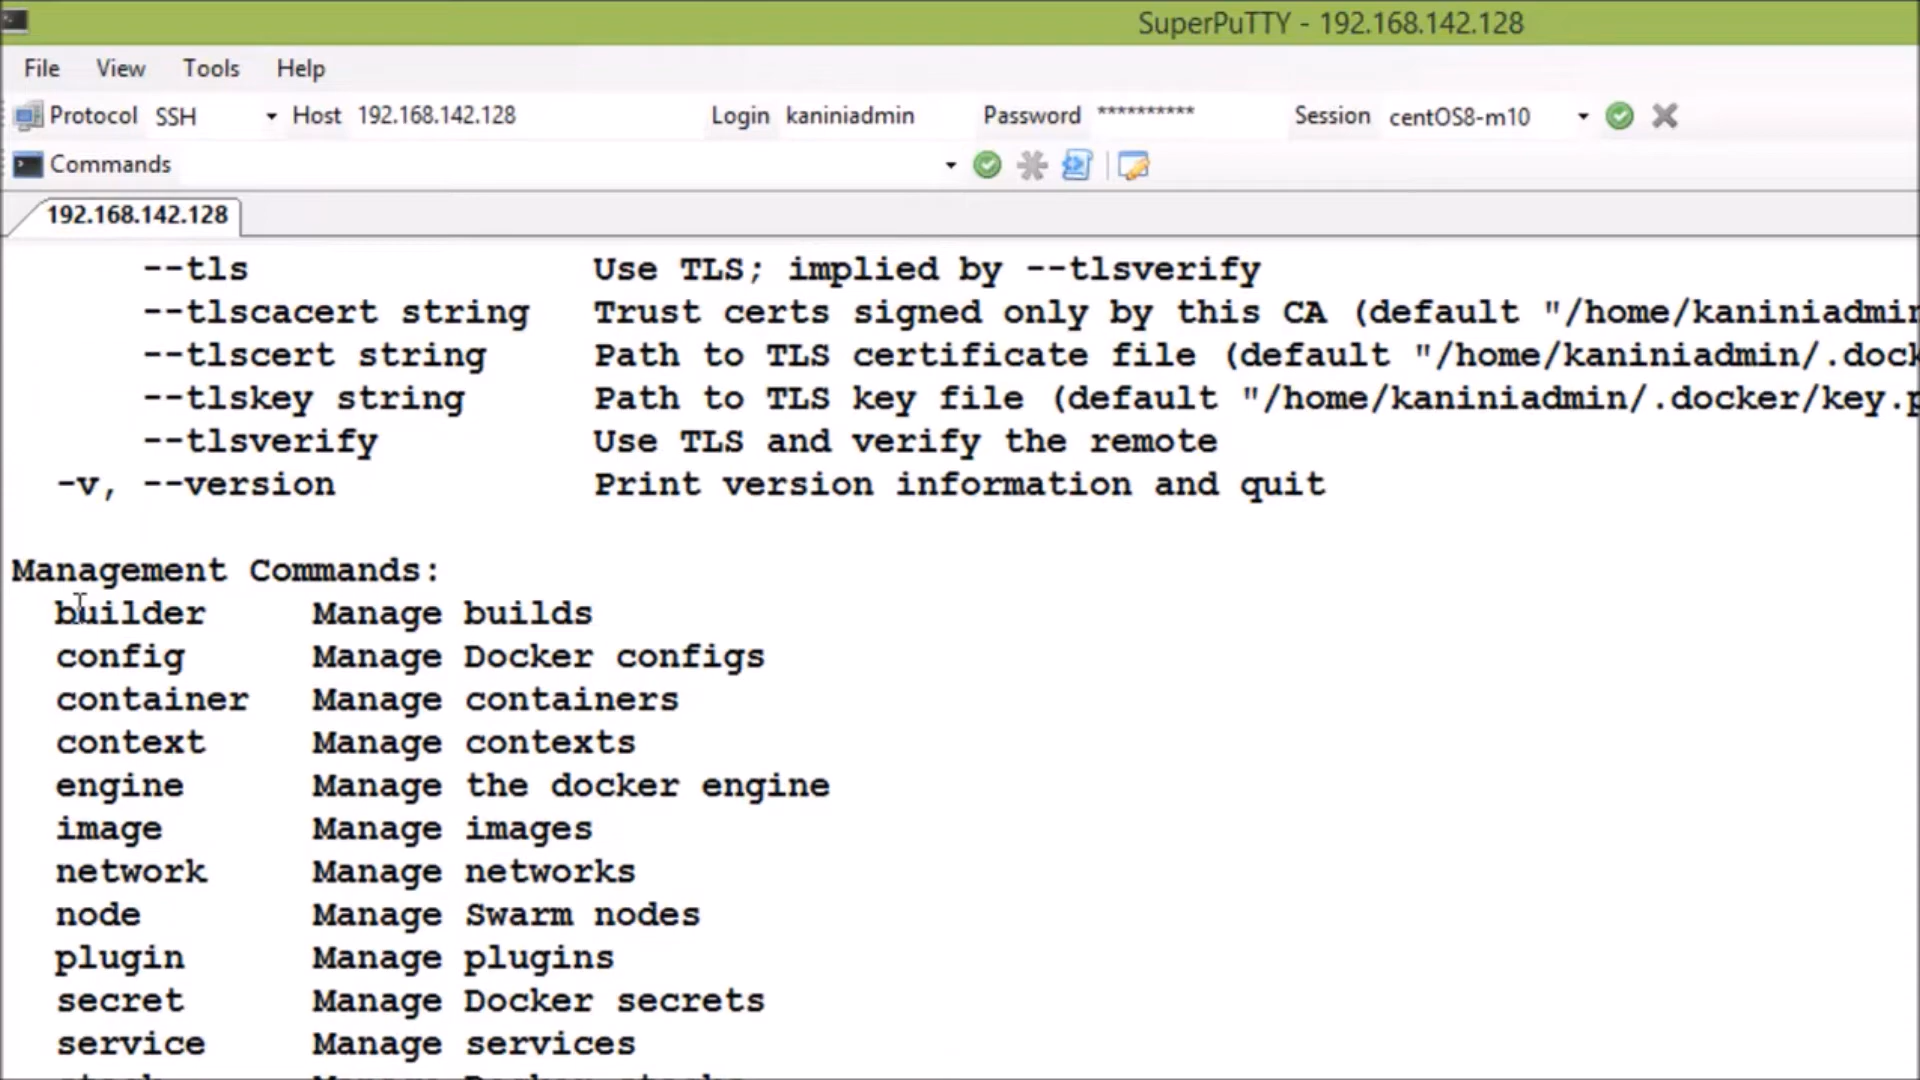 SuperPuTTY - 192.168.142.128
File View Tools Help
Protocol SSH Host 192.168.142.128 Login kaniniadmin Password ********** Session centOS8-m10
Commands
192.168.142.128
--tls Use TLS; implied by --tlsverify
--tlscacert string Trust certs signed only by this CA (default "/home/kaniniadmin
--tlscert string Path to TLS certificate file (default "/home/kaniniadmin/.dock
--tlskey string Path to TLS key file (default "/home/kaniniadmin/.docker/key.p
--tlsverify Use TLS and verify the remote
-v, --version Print version information and quit
Management Commands:
builder Manage builds
config Manage Docker configs
container Manage containers
context Manage contexts
engine Manage the docker engine
image Manage images
network Manage networks
node Manage Swarm nodes
plugin Manage plugins
secret Manage Docker secrets
service Manage services